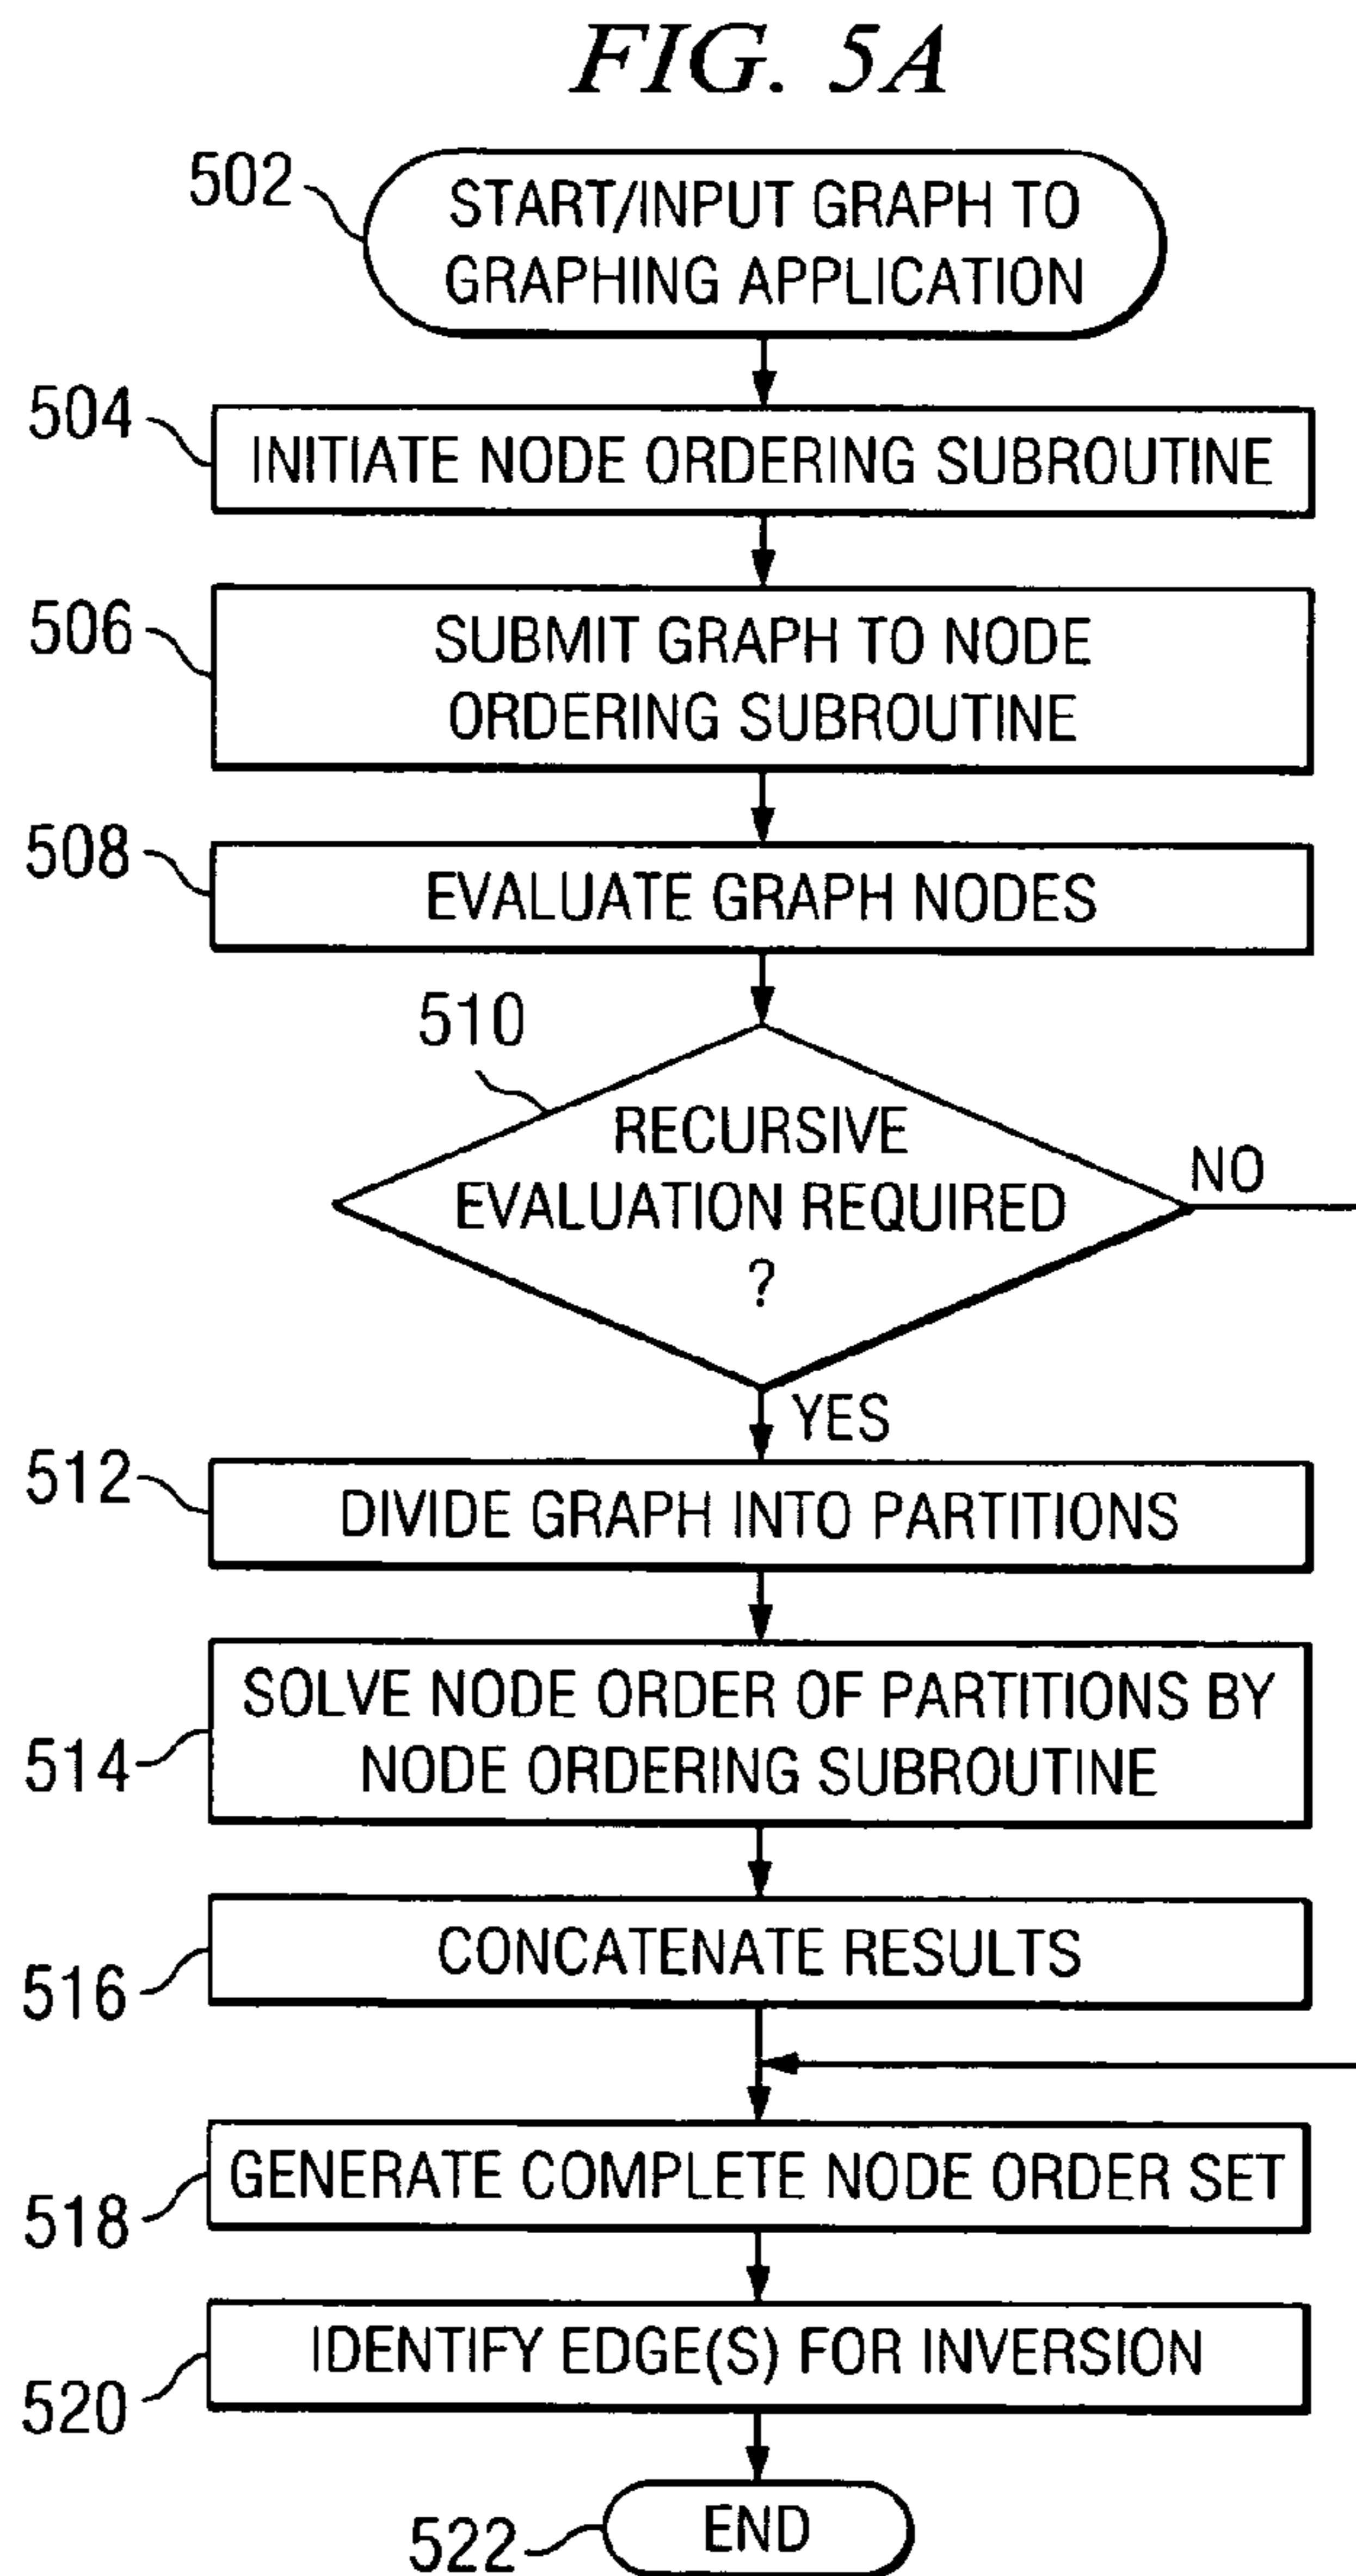 FIG. 5A
502
START/INPUT GRAPH TO
GRAPHING APPLICATION
504
INITIATE NODE ORDERING SUBROUTINE
506
SUBMIT GRAPH TO NODE
ORDERING SUBROUTINE
508
EVALUATE GRAPH NODES
510
RECURSIVE
EVALUATION REQUIRED
?
NO
YES
512
DIVIDE GRAPH INTO PARTITIONS
514
SOLVE NODE ORDER OF PARTITIONS BY
NODE ORDERING SUBROUTINE
516
CONCATENATE RESULTS
518
GENERATE COMPLETE NODE ORDER SET
520
IDENTIFY EDGE(S) FOR INVERSION
522
END